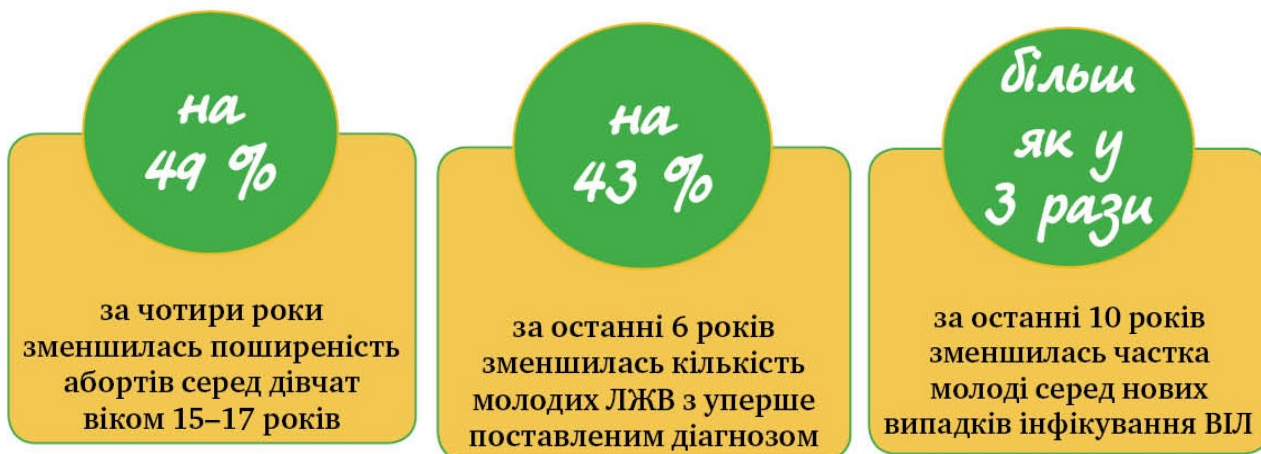 на
49 %
за чотири роки
зменшилась поширеність
абортів серед дівчат
віком 15–17 років
на
43 %
за останні 6 років
зменшилась кількість
молодих ЛЖВ з уперше
поставленим діагнозом
більш
як у
3 рази
за останні 10 років
зменшилась частка
молоді серед нових
випадків інфікування ВІЛ